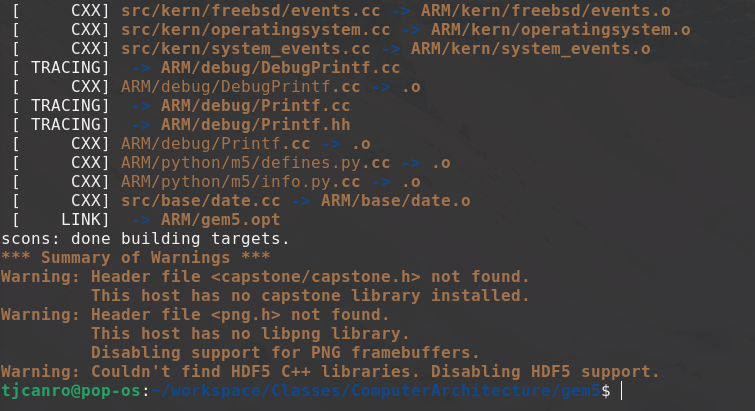 [      CXX] src/kern/freebsd/events.cc -> ARM/kern/freebsd/events.o
[      CXX] src/kern/operatingsystem.cc -> ARM/kern/operatingsystem.o
[      CXX] src/kern/system_events.cc -> ARM/kern/system_events.o
[ TRACING]  -> ARM/debug/DebugPrintf.cc
[      CXX] ARM/debug/DebugPrintf.cc -> .o
[ TRACING]  -> ARM/debug/Printf.cc
[ TRACING]  -> ARM/debug/Printf.hh
[      CXX] ARM/debug/Printf.cc -> .o
[      CXX] ARM/python/m5/defines.py.cc -> .o
[      CXX] ARM/python/m5/info.py.cc -> .o
[      CXX] src/base/date.cc -> ARM/base/date.o
[     LINK]  -> ARM/gem5.opt
scons: done building targets.
*** Summary of Warnings ***
Warning: Header file <capstone/capstone.h> not found.
         This host has no capstone library installed.
Warning: Header file <png.h> not found.
         This host has no libpng library.
         Disabling support for PNG framebuffers.
Warning: Couldn't find HDF5 C++ libraries. Disabling HDF5 support.
tjcanro@pop-os:~/workspace/Classes/ComputerArchitecture/gem5$